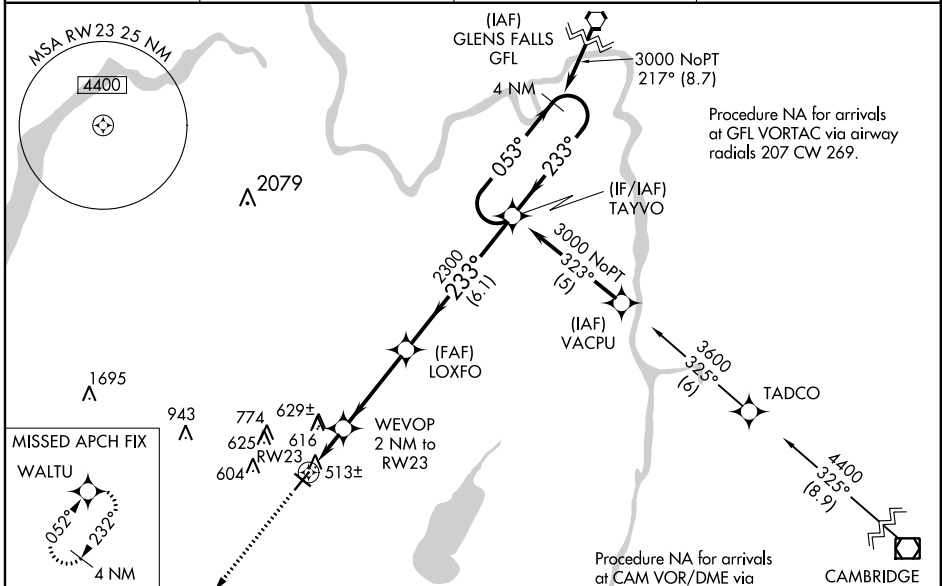 MSA RW23 25 NM
4400
(IAF)
GLENS FALLS
GFL
3000 NoPT
217° (8.7)
4 NM
Procedure NA for arrivals
at GFL VORTAC via airway
radials 207 CW 269.
053°
233°
2079
(IF/IAF)
TAYVO
3000 NoPT
323°
(5)
2300
233°
(6.1)
(IAF)
VACPU
(FAF)
LOXFO
3600
325°
(6)
TADCO
1695
943
774
629±
625
616
RW23
604
513±
WEVOP
2 NM to
RW23
4400
325°
(8.9)
MISSED APCH FIX
WALTU
052°
232°
4 NM
Procedure NA for arrivals
at CAM VOR/DME via
CAMBRIDGE